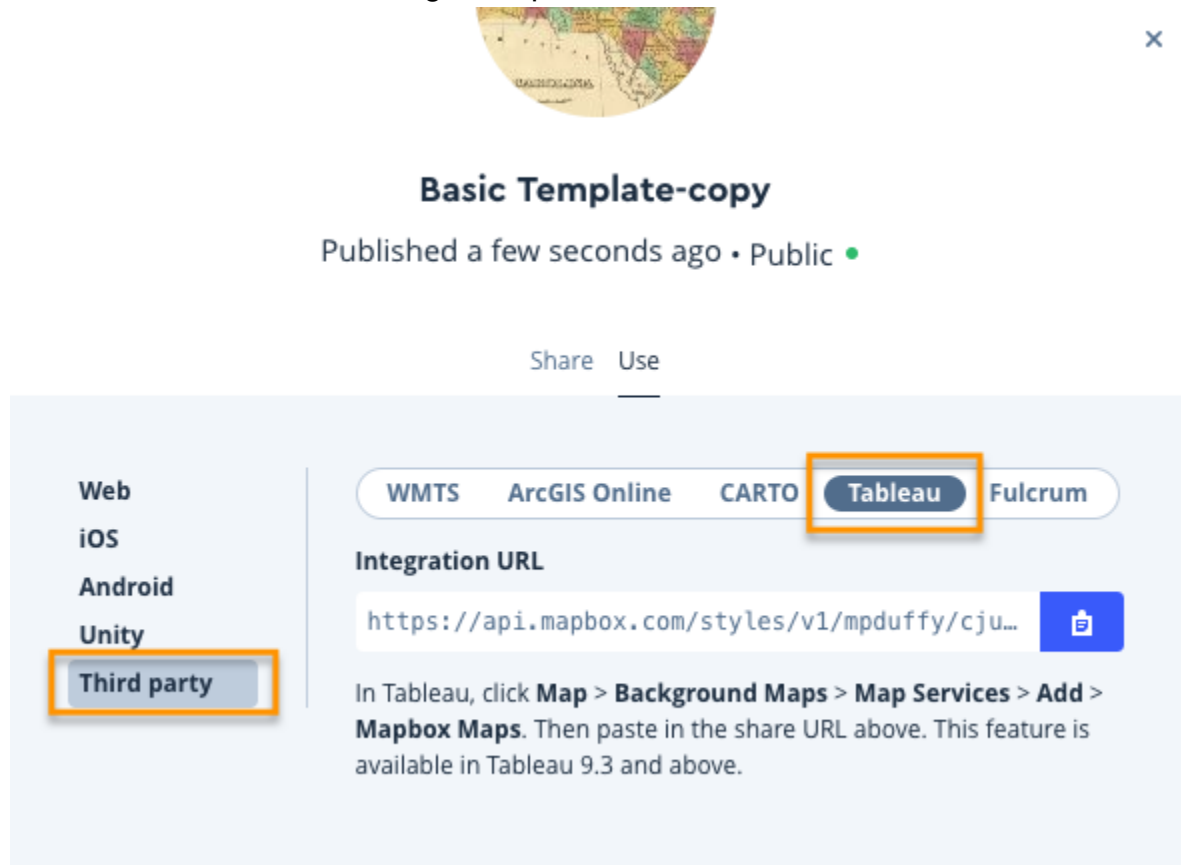 Basic Template-copy
Published a few seconds ago • Public
Share Use
Web
iOS
Android
Unity
Third party
WMTS ArcGIS Online CARTO Tableau Fulcrum
Integration URL
https://api.mapbox.com/styles/v1/mpduffy/cju…
In Tableau, click Map > Background Maps > Map Services > Add >
Mapbox Maps. Then paste in the share URL above. This feature is
available in Tableau 9.3 and above.